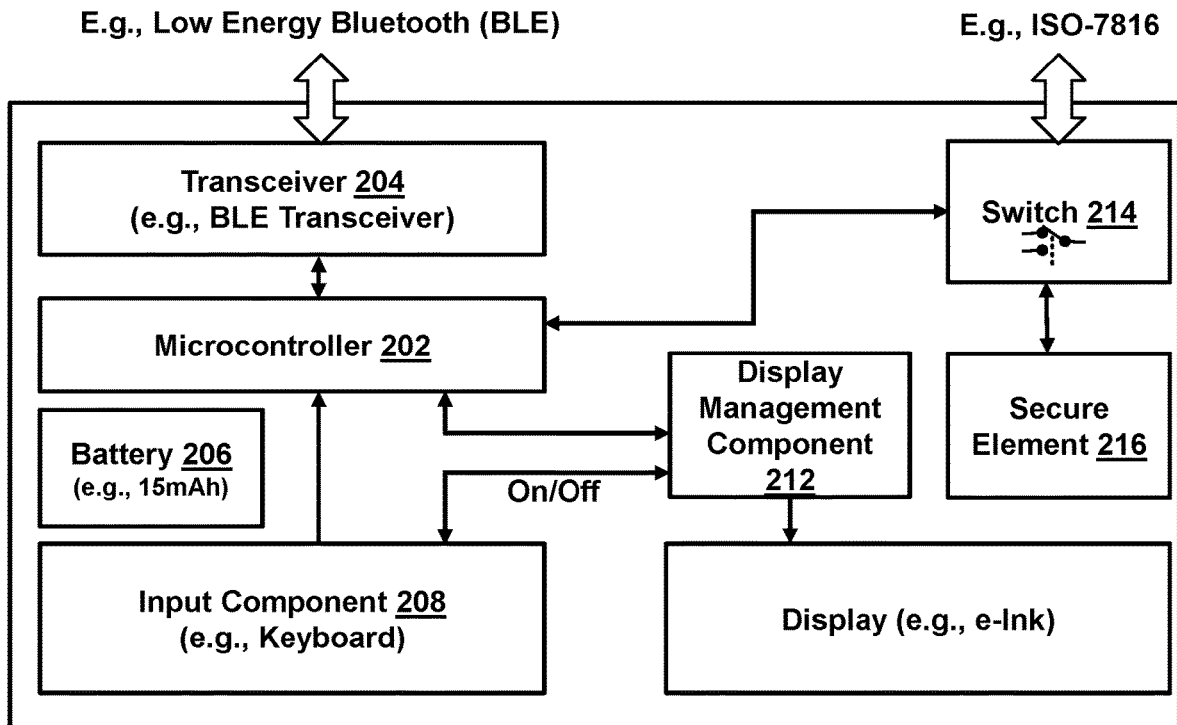 E.g., Low Energy Bluetooth (BLE)
E.g., ISO-7816
Transceiver 204
(e.g., BLE Transceiver)
Switch 214
Microcontroller 202
Display
Management
Component
212
Secure
Element 216
Battery 206
(e.g., 15mAh)
On/Off
Input Component 208
(e.g., Keyboard)
Display (e.g., e-Ink)